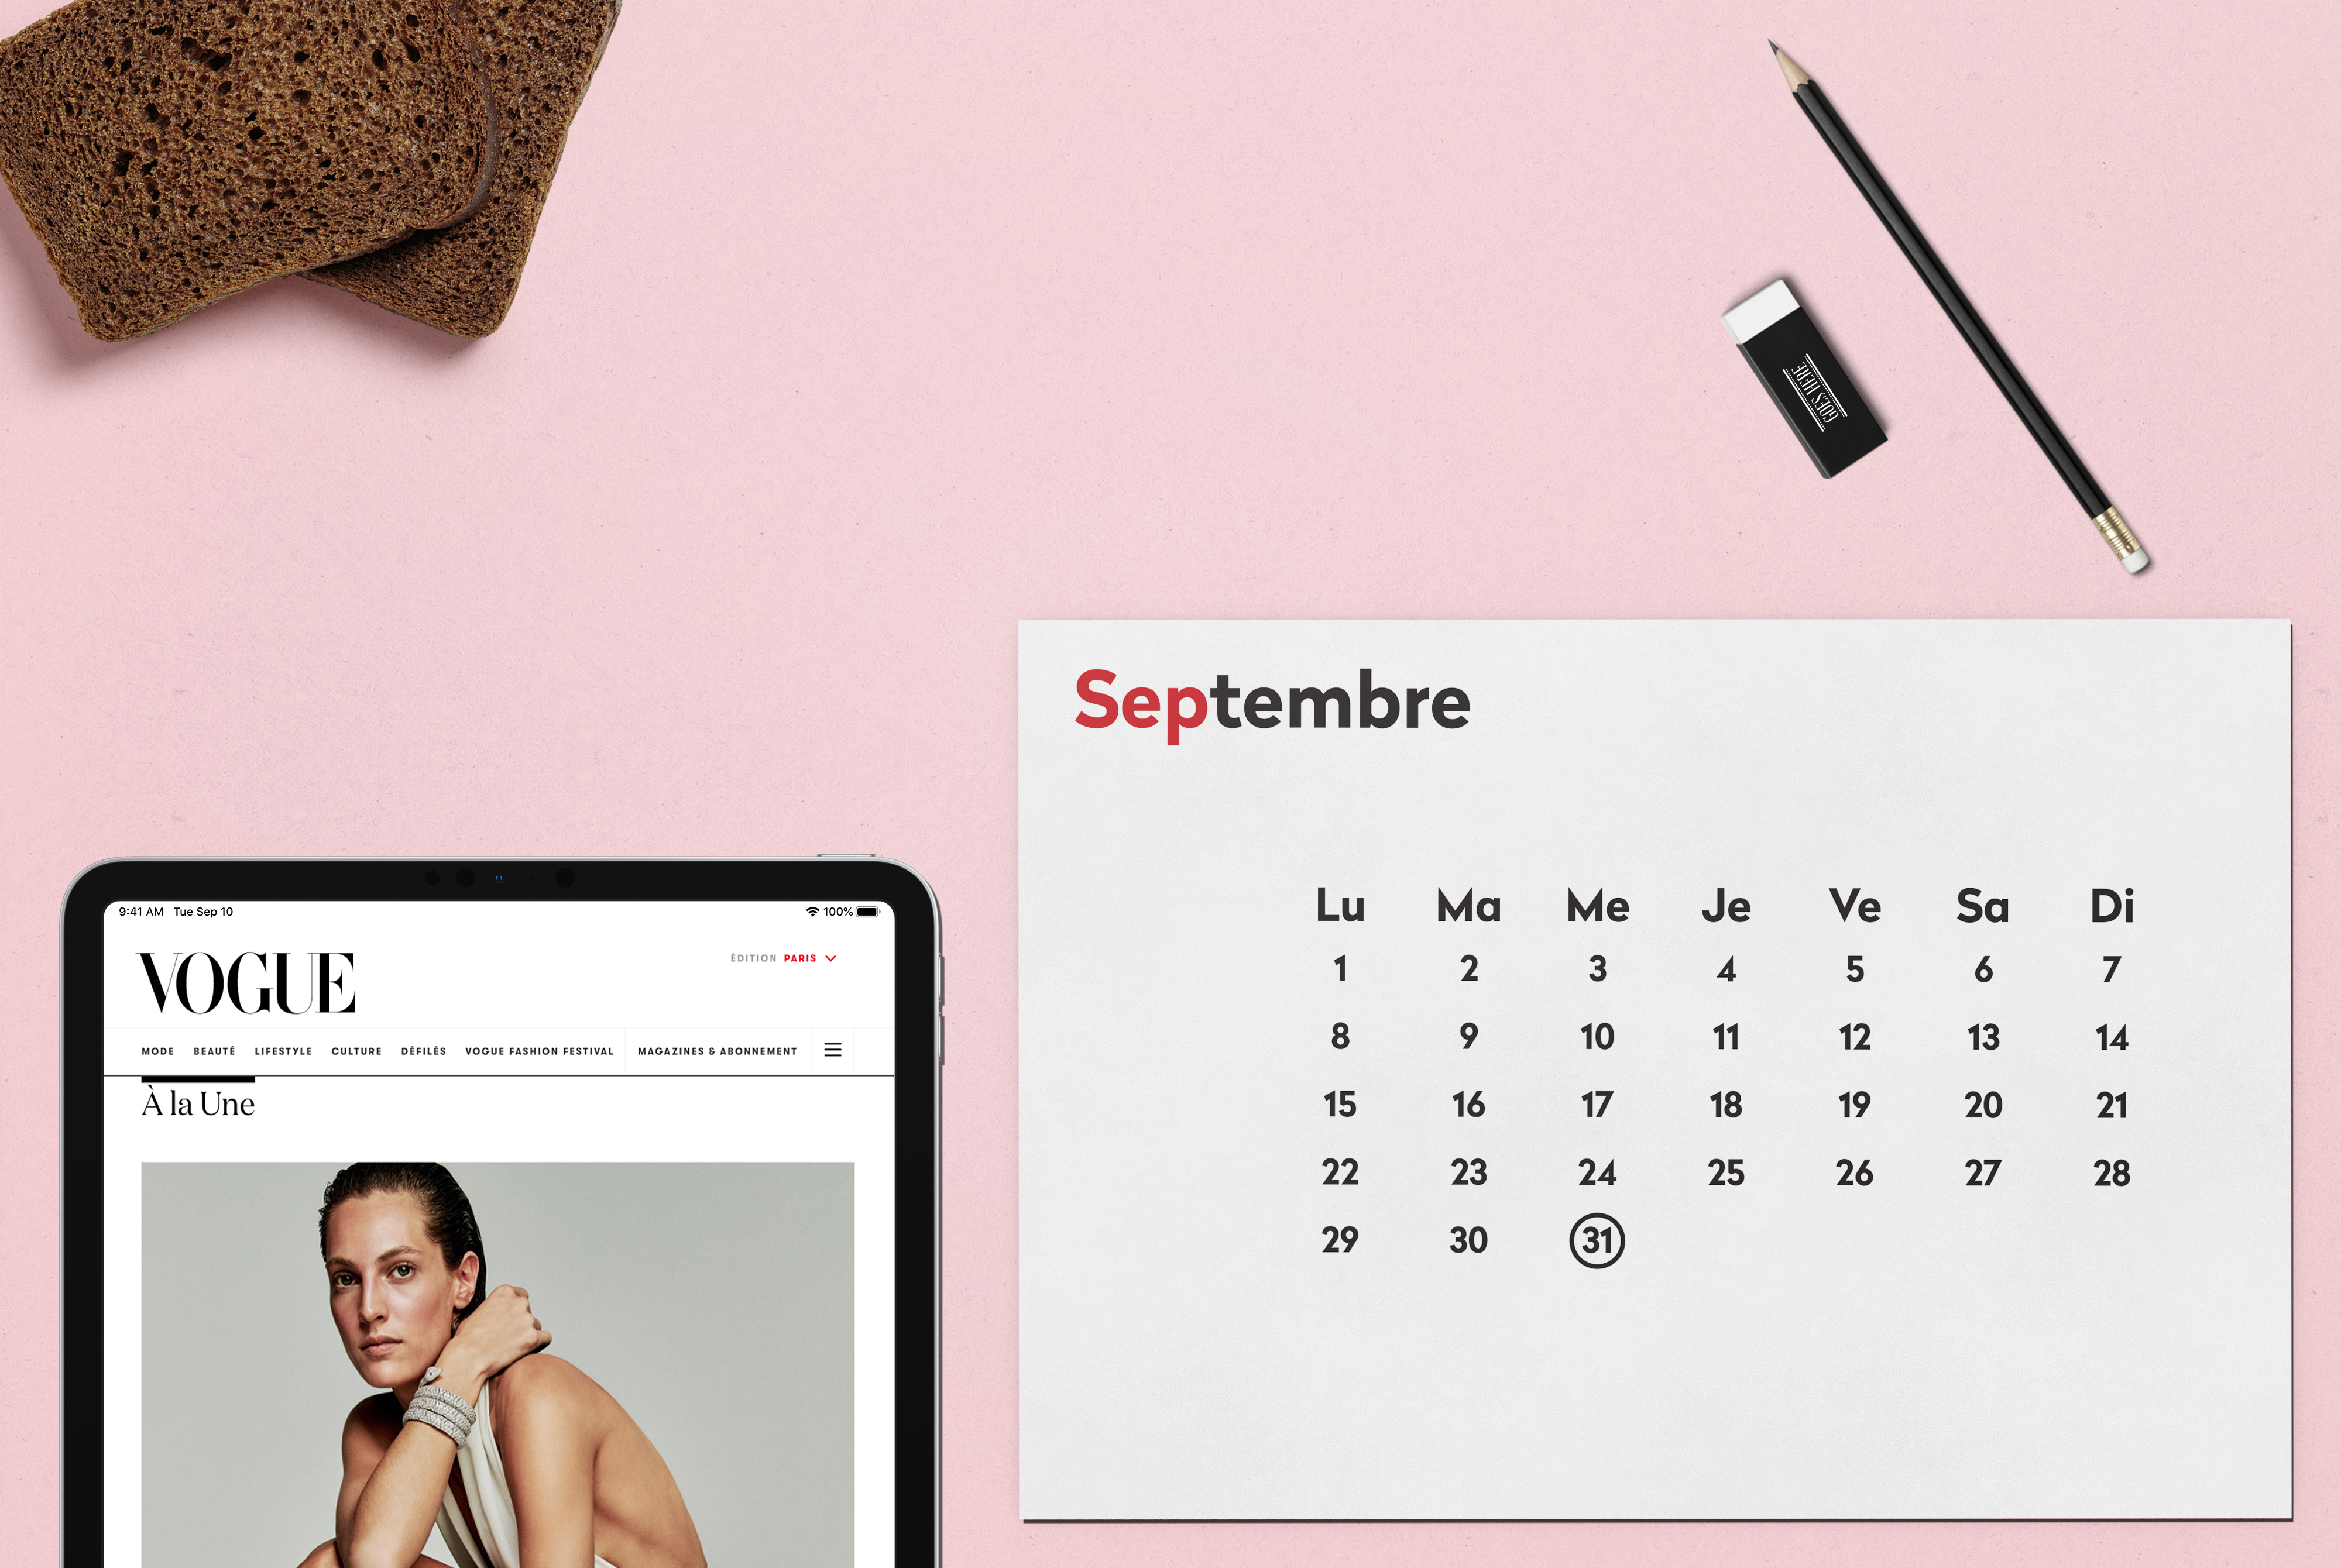 GOES HERE
Septembre
Lu Ma Me Je Ve Sa Di
1 2 3 4 5 6 7
8 9 10 11 12 13 14
15 16 17 18 19 20 21
22 23 24 25 26 27 28
29 30 31
9:41 AM Tue Sep 10 100%
VOGUE
ÉDITION PARIS
MODE BEAUTÉ LIFESTYLE CULTURE DÉFILÉS VOGUE FASHION FESTIVAL MAGAZINES & ABONNEMENT
À la Une